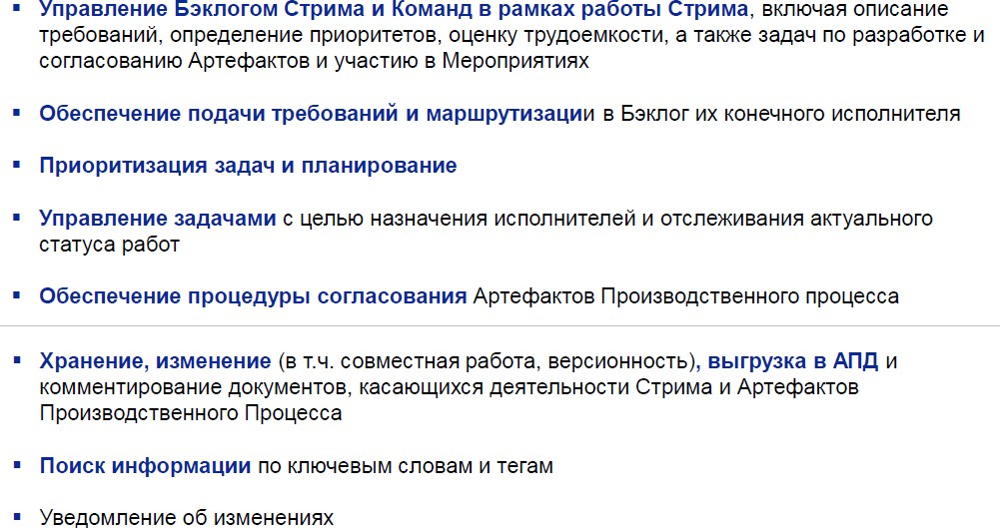 ▪ Управление Бэклогом Стрима и Команд в рамках работы Стрима, включая описание
требований, определение приоритетов, оценку трудоемкости, а также задач по разработке и
согласованию Артефактов и участию в Мероприятиях
▪ Обеспечение подачи требований и маршрутизации в Бэклог их конечного исполнителя
▪ Приоритизация задач и планирование
▪ Управление задачами с целью назначения исполнителей и отслеживания актуального
статуса работ
▪ Обеспечение процедуры согласования Артефактов Производственного процесса
▪ Хранение, изменение (в т.ч. совместная работа, версионность), выгрузка в АПД и
комментирование документов, касающихся деятельности Стрима и Артефактов
Производственного Процесса
▪ Поиск информации по ключевым словам и тегам
▪ Уведомление об изменениях